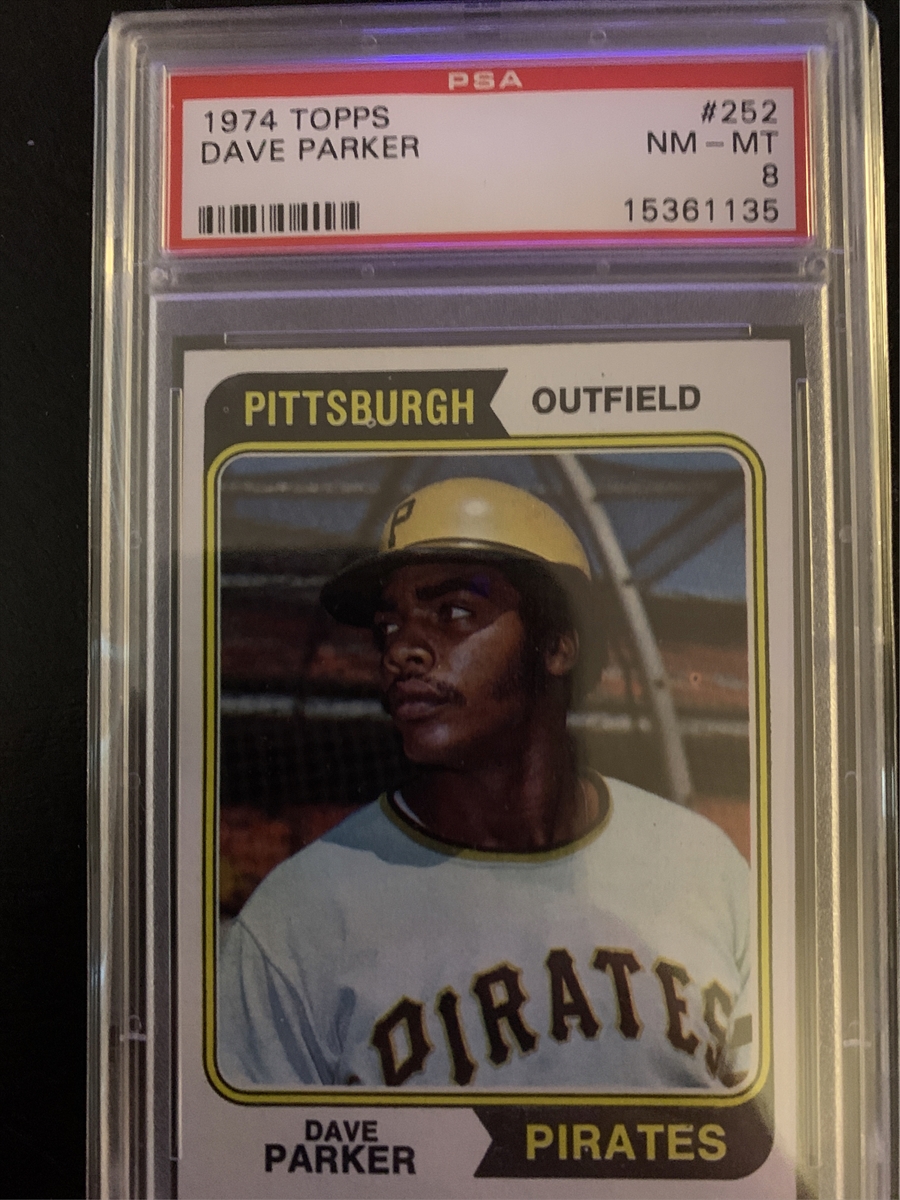 PSA
1974 TOPPS #252
DAVE PARKER NM - MT
8
15361135
PITTSBURGH OUTFIELD
P
PIRATES
DAVE
PARKER
PIRATES